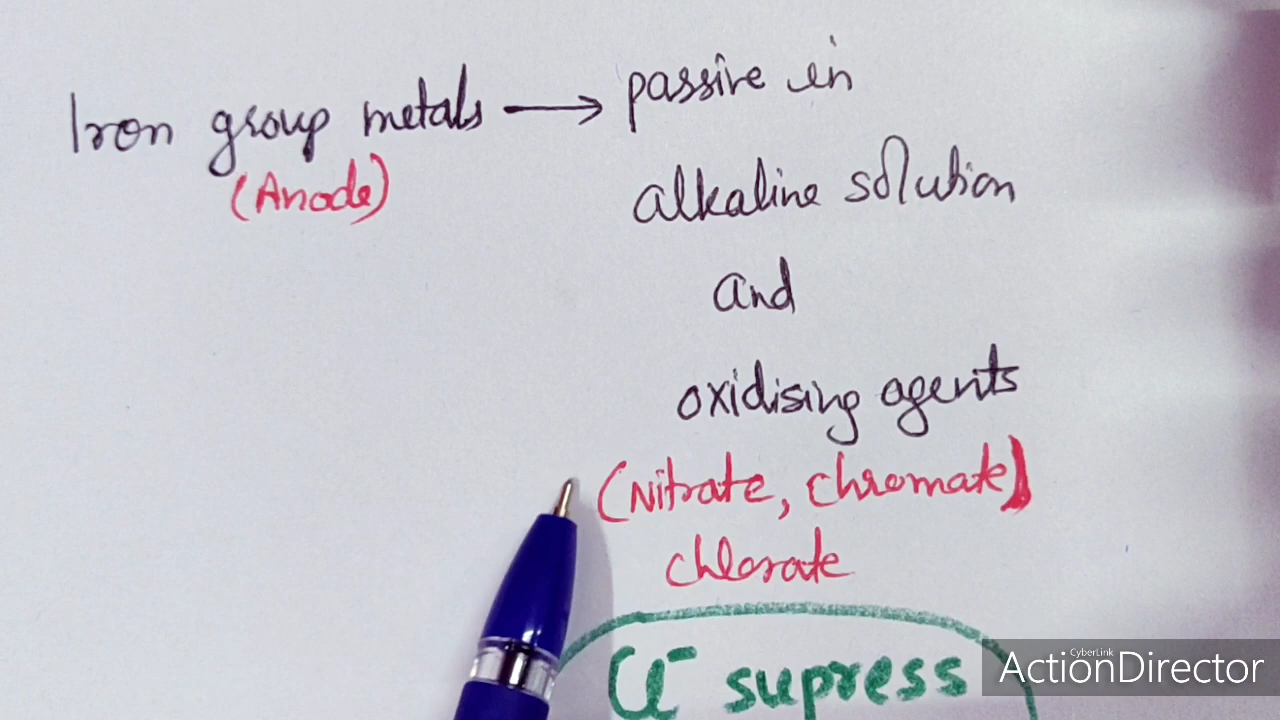 Iron group metals → passive in
(Anode)
alkaline solution
and
oxidising agents
(Nitrate, chromate)
chlorate
Cl⁻ supress
CyberLink
ActionDirector